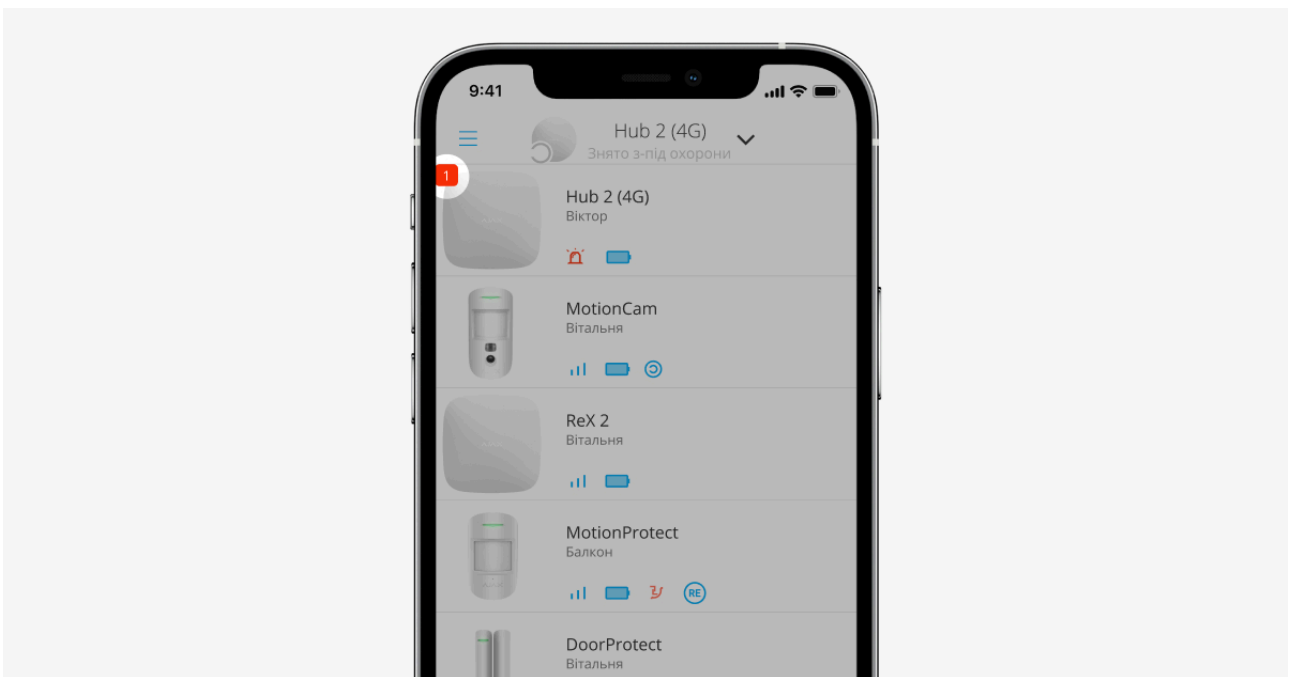 9:41
Hub 2 (4G)
Знято з-під охорони
1
Hub 2 (4G)
Віктор
MotionCam
Вітальня
ReX 2
Вітальня
MotionProtect
Балкон
RE
DoorProtect
Вітальня